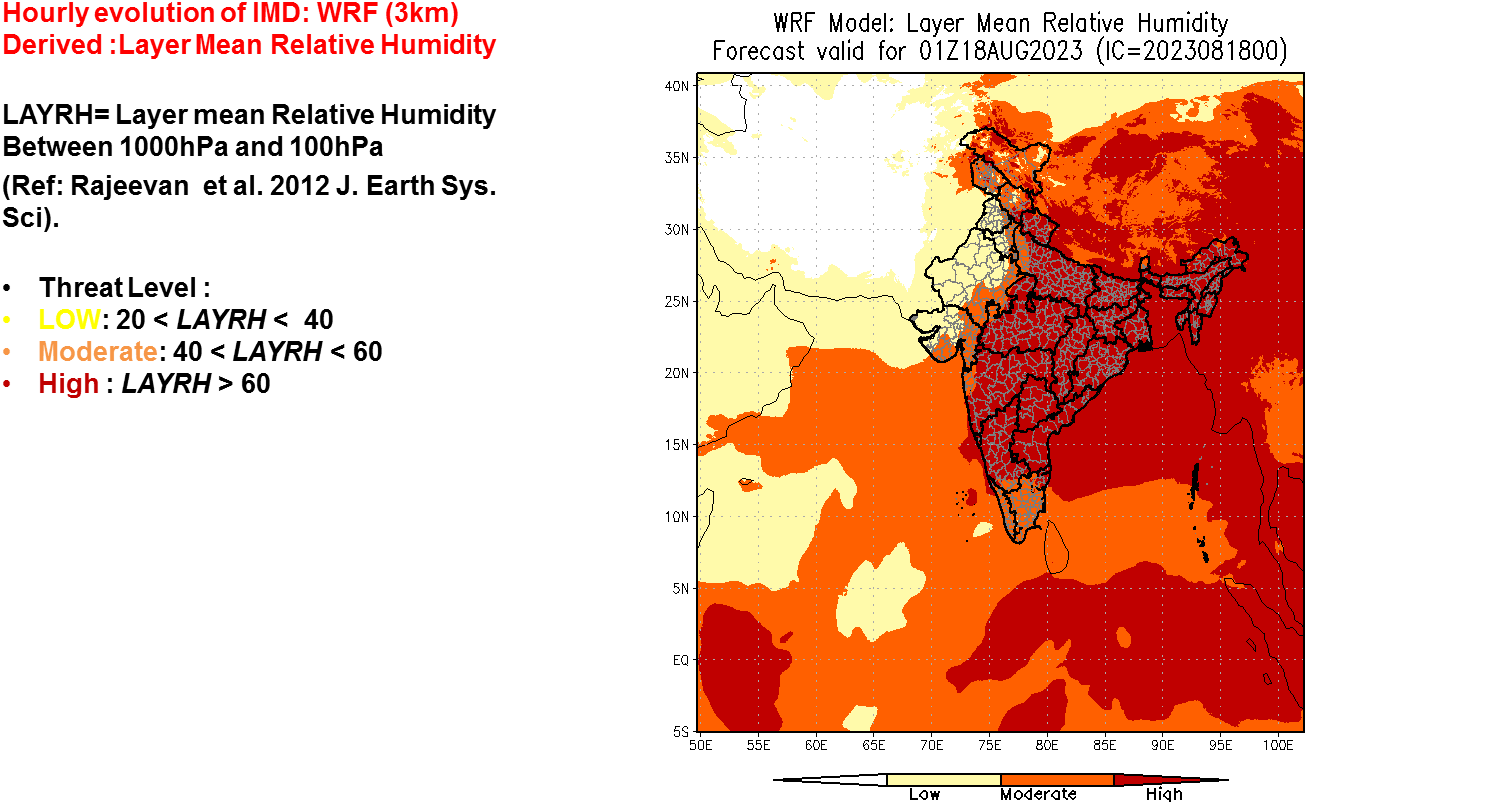 Hourly evolution of IMD: WRF (3km)
Derived :Layer Mean Relative Humidity
LAYRH= Layer mean Relative Humidity
Between 1000hPa and 100hPa
(Ref: Rajeevan et al. 2012 J. Earth Sys.
Sci).
• Threat Level :
• LOW: 20 < LAYRH < 40
• Moderate: 40 < LAYRH < 60
• High : LAYRH > 60
WRF Model: Layer Mean Relative Humidity
Forecast valid for 01Z18AUG2023 (IC=2023081800)
40N
35N
30N
25N
20N
15N
10N
5N
EQ
5S
50E 55E 60E 65E 70E 75E 80E 85E 90E 95E 100E
Low Moderate High